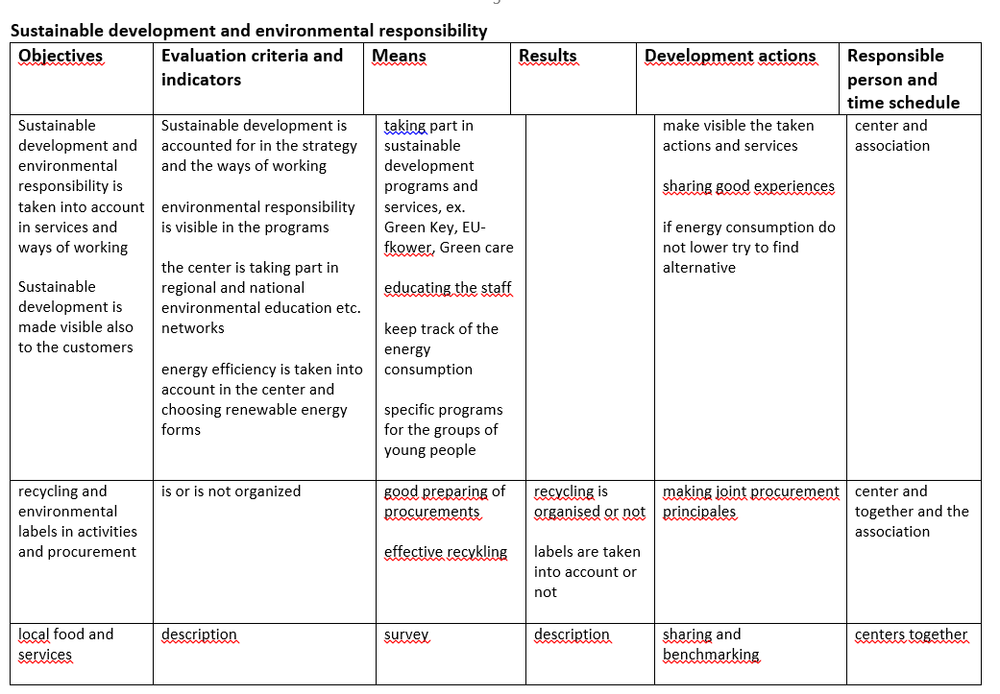 Sustainable development and environmental responsibility
Objectives
Evaluation criteria and
indicators
Means
Results
Development actions
Responsible
person and
time schedule
Sustainable
development and
environmental
responsibility is
taken into account
in services and
ways of working
Sustainable
development is
made visible also
to the customers
Sustainable development is
accounted for in the strategy
and the ways of working
environmental responsibility
is visible in the programs
the center is taking part in
regional and national
environmental education etc.
networks
energy efficiency is taken into
account in the center and
choosing renewable energy
forms
taking part in
sustainable
development
programs and
services, ex.
Green Key, EU-
fkower, Green care
educating the staff
keep track of the
energy
consumption
specific programs
for the groups of
young people
make visible the taken
actions and services
sharing good experiences
if energy consumption do
not lower try to find
alternative
center and
association
recycling and
environmental
labels in activities
and procurement
is or is not organized
good preparing of
procurements
effective recykling
recycling is
organised or not
labels are taken
into account or
not
making joint procurement
principales
center and
together and the
association
local food and
services
description
survey
description
sharing and
benchmarking
centers together